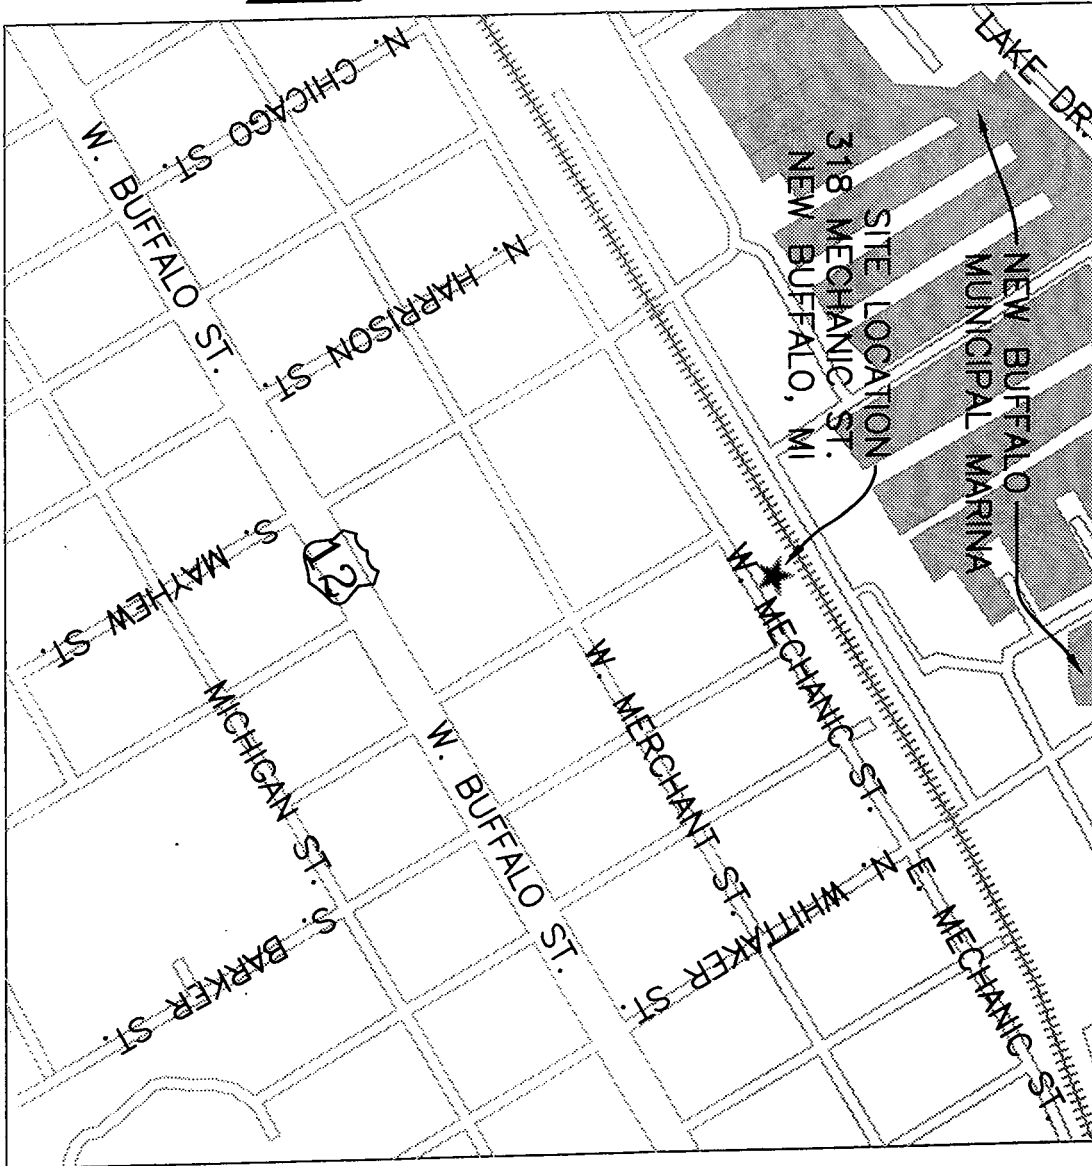 LAKE DR.
NEW BUFFALO
MUNICIPAL MARINA
SITE LOCATION
318 MECHANIC ST.
NEW BUFFALO, MI
N. CHICAGO ST.
W. BUFFALO ST.
N. HARRISON ST
12
S. MAYHEW ST.
W. MECHANIC ST.
E. MECHANIC ST.
W. MERCHANT ST.
N. WHITTAKER ST.
W. BUFFALO ST.
MICHIGAN ST.
S. BARKER ST.